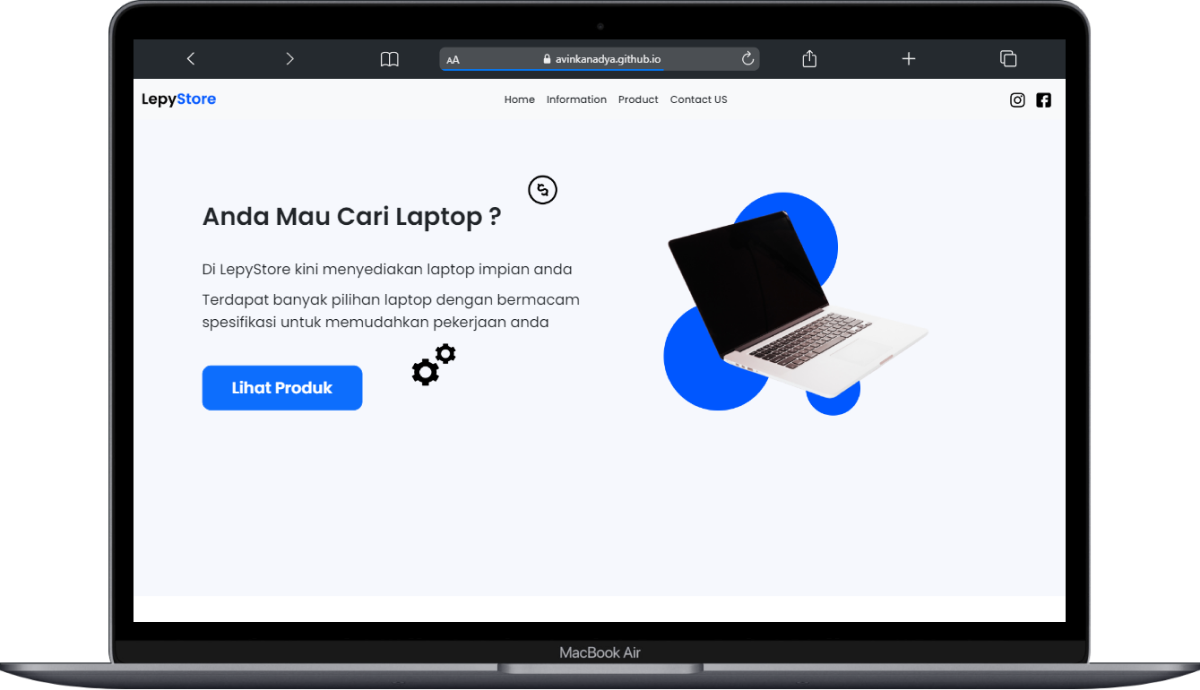 AA avinkanadya.github.io
LepyStore Home Information Product Contact US
Anda Mau Cari Laptop ?
Di LepyStore kini menyediakan laptop impian anda
Terdapat banyak pilihan laptop dengan bermacam
spesifikasi untuk memudahkan pekerjaan anda
Lihat Produk
MacBook Air